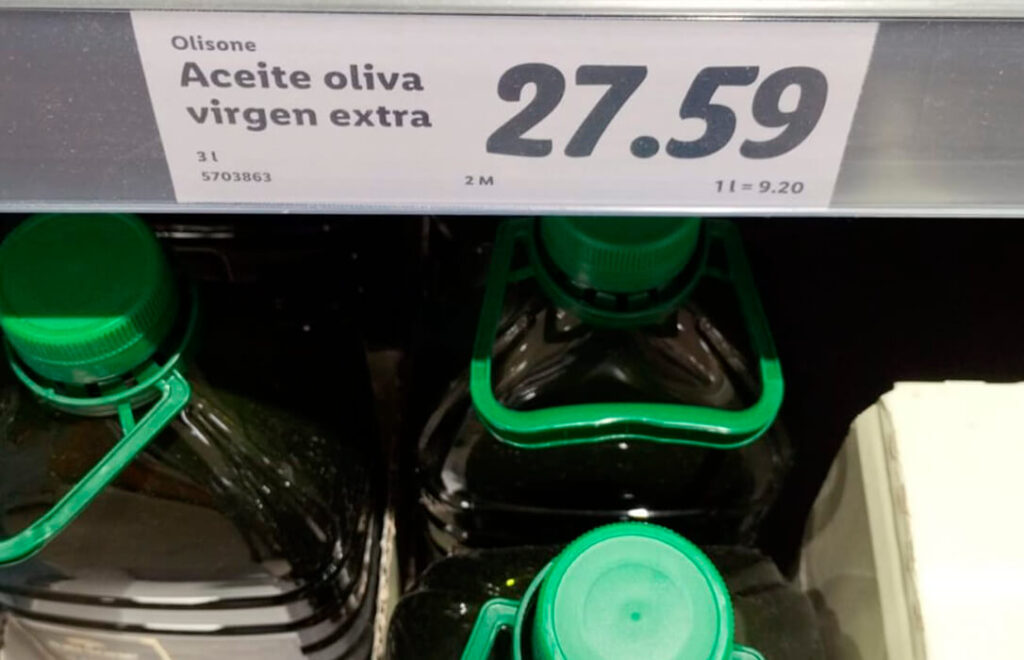 Olisone
Aceite oliva
virgen extra
27.59
3 l
5703863
2 M
1 l = 9.20